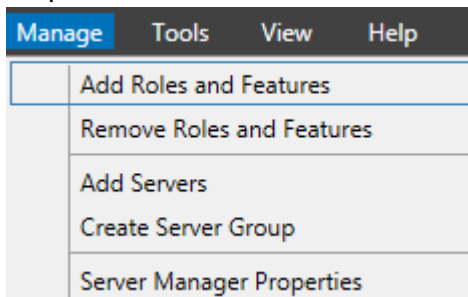 Manage Tools View Help
Add Roles and Features
Remove Roles and Features
Add Servers
Create Server Group
Server Manager Properties